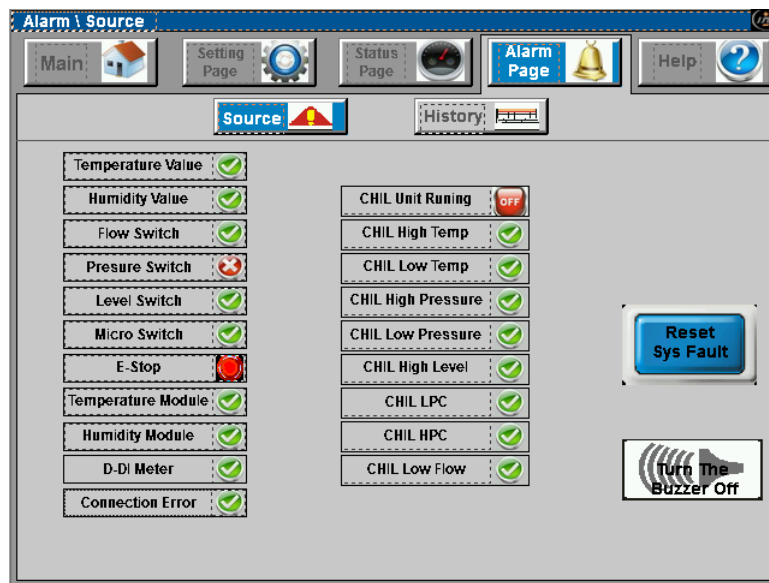 Alarm \ Source
Main
Setting
Page
Status
Page
Alarm
Page
Help
Source
History
Temperature Value
Humidity Value
Flow Switch
Presure Switch
Level Switch
Micro Switch
E-Stop
Temperature Module
Humidity Module
D-DI Meter
Connection Error
CHIL Unit Runing
OFF
CHIL High Temp
CHIL Low Temp
CHIL High Pressure
CHIL Low Pressure
CHIL High Level
CHIL LPC
CHIL HPC
CHIL Low Flow
Reset
Sys Fault
Turn The
Buzzer Off